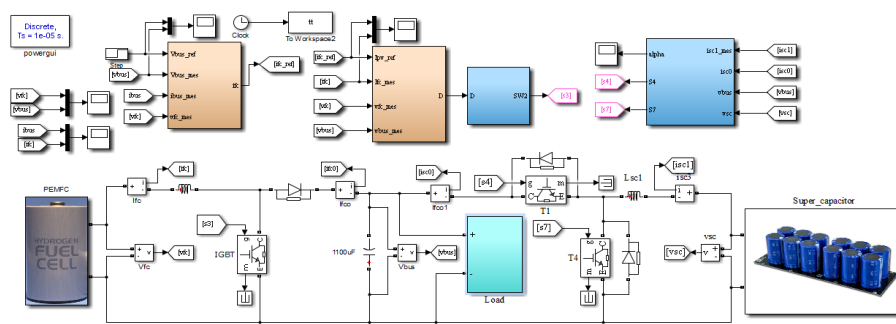 Discrete,
Ts = 1e-05 s.
powergui
Clock
tt
To Workspace2
Step
[vbus]
ibus
[vfc]
Vbus_ref
Vbus_mes
ibus_mes
vfc_mes
Ifc
[ifc_ref]
[vfc]
[vbus]
ibus
[ifc]
[ifc_ref]
[ifc]
[vfc]
[vbus]
Ipv_ref
Ifc_mes
vfc_mes
vbus_mes
D
D
SW2
[s3]
alpha
S4
S7
[s4]
[s7]
isc1_mes
isc0
vbus
vsc
[isc1]
[isc0]
[vbus]
[vsc]
PEMFC
HYDROGEN
FUEL
CELL
[ifc]
Ifc
Vfc
[vfc]
[s3]
IGBT
g
C
m
E
[ifc0]
Ifco
1100uF
Vbus
[vbus]
[isc0]
Ifco1
+
-
Load
[s4]
g
m
C
E
T1
[s7]
T4
g
C
m
E
Lsc1
[isc1]
isc3
vsc
[vsc]
Super_capacitor